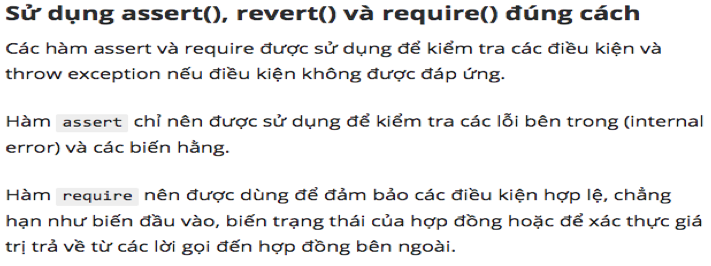 Sử dụng assert(), revert() và require() đúng cách
Các hàm assert và require được sử dụng để kiểm tra các điều kiện và
throw exception nếu điều kiện không được đáp ứng.
Hàm assert chỉ nên được sử dụng để kiểm tra các lỗi bên trong (internal
error) và các biến hằng.
Hàm require nên được dùng để đảm bảo các điều kiện hợp lệ, chẳng
hạn như biến đầu vào, biến trạng thái của hợp đồng hoặc để xác thực giá
trị trả về từ các lời gọi đến hợp đồng bên ngoài.